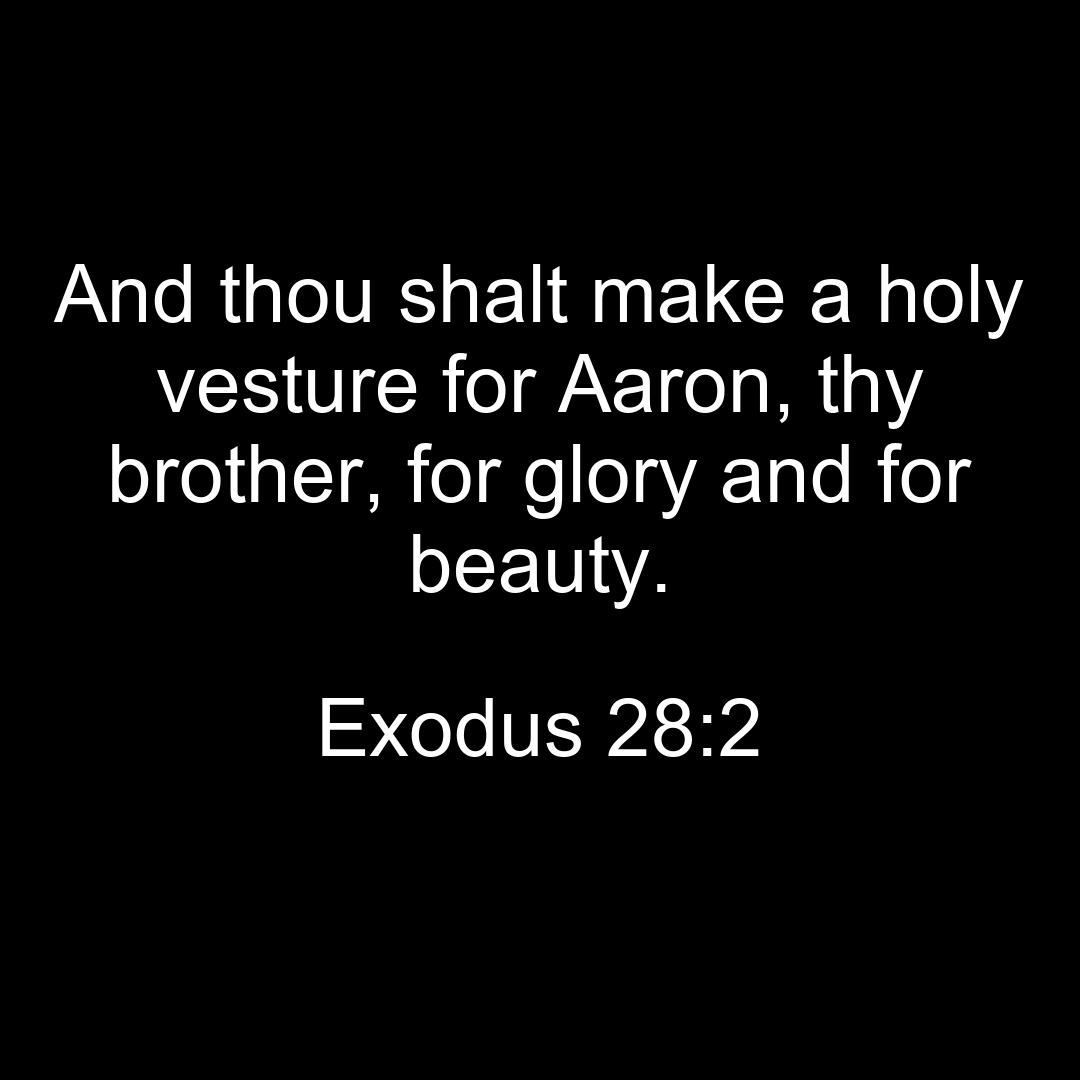 And thou shalt make a holy
vesture for Aaron, thy
brother, for glory and for
beauty.
Exodus 28:2